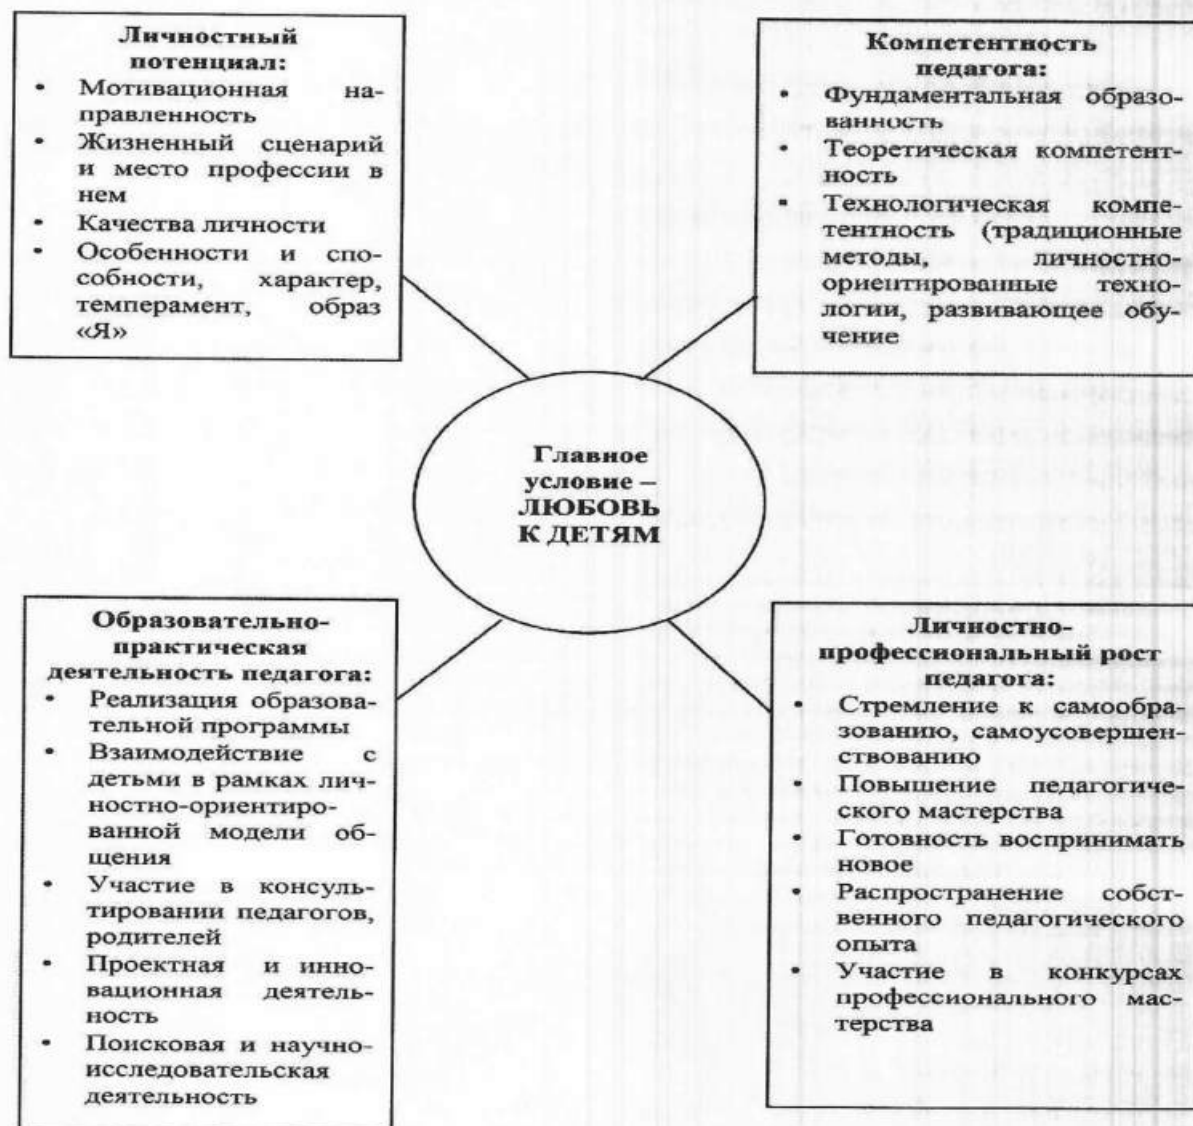 Личностный
потенциал:
• Мотивационная на-
правленность
• Жизненный сценарий
и место профессии в
нем
• Качества личности
• Особенности и спо-
собности, характер,
темперамент, образ
«Я»
Компетентность
педагога:
• Фундаментальная образо-
ванность
• Теоретическая компетент-
ность
• Технологическая компе-
тентность (традиционные
методы, личностно-
ориентированные техно-
логии, развивающее обу-
чение
Главное
условие –
ЛЮБОВЬ
К ДЕТЯМ
Образовательно-
практическая
деятельность педагога:
• Реализация образова-
тельной программы
• Взаимодействие с
детьми в рамках лич-
ностно-ориентиро-
ванной модели об-
щения
• Участие в консуль-
тировании педагогов,
родителей
• Проектная и инно-
вационная деятель-
ность
• Поисковая и научно-
исследовательская
деятельность
Личностно-
профессиональный рост
педагога:
• Стремление к самообра-
зованию, самоусовершен-
ствованию
• Повышение педагогиче-
ского мастерства
• Готовность воспринимать
новое
• Распространение собст-
венного педагогического
опыта
• Участие в конкурсах
профессионального мас-
терства